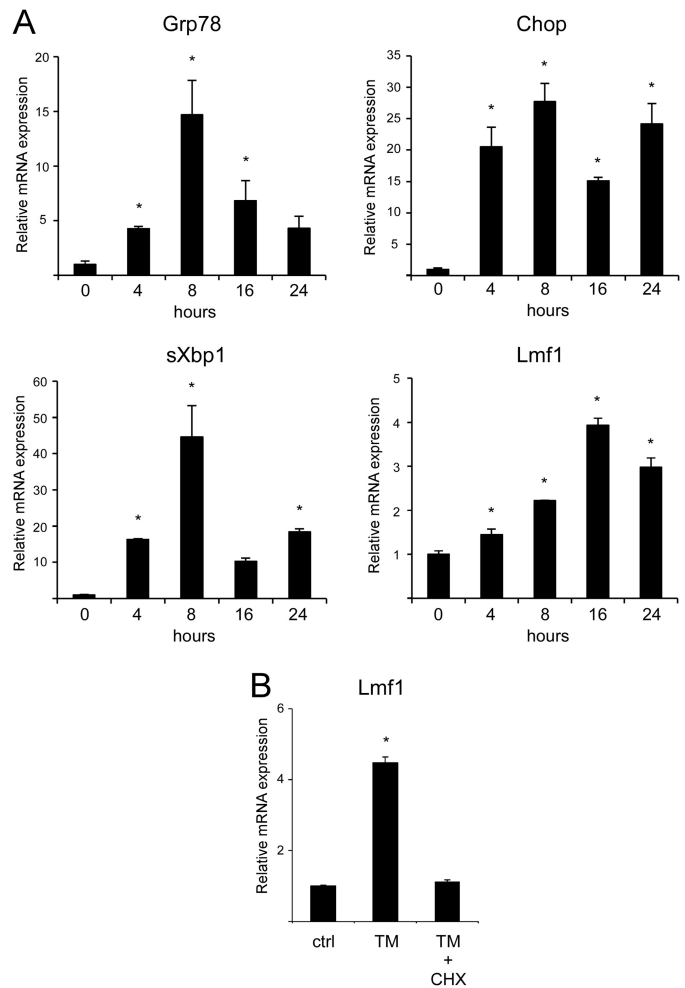 A
Grp78
Relative mRNA expression
20
15
10
5
*
*
*
0 4 8 16 24
hours
Chop
Relative mRNA expression
35
30
25
20
15
10
5
*
*
*
*
0 4 8 16 24
hours
sXbp1
Relative mRNA expression
60
50
40
30
20
10
*
*
*
0 4 8 16 24
hours
Lmf1
Relative mRNA expression
5
4
3
2
1
*
*
*
*
0 4 8 16 24
hours
B
Lmf1
Relative mRNA expression
6
4
2
*
ctrl TM TM
+
CHX